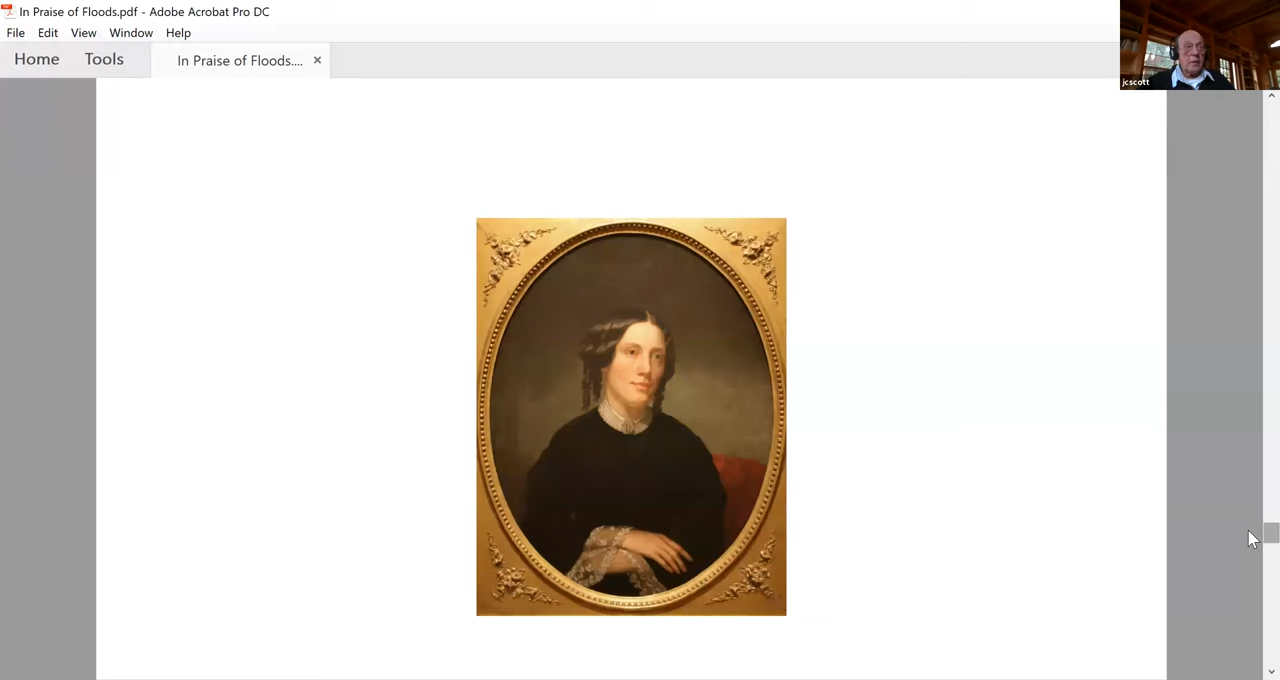 In Praise of Floods.pdf - Adobe Acrobat Pro DC
File Edit View Window Help
Home Tools In Praise of Floods.... ×
jcscott